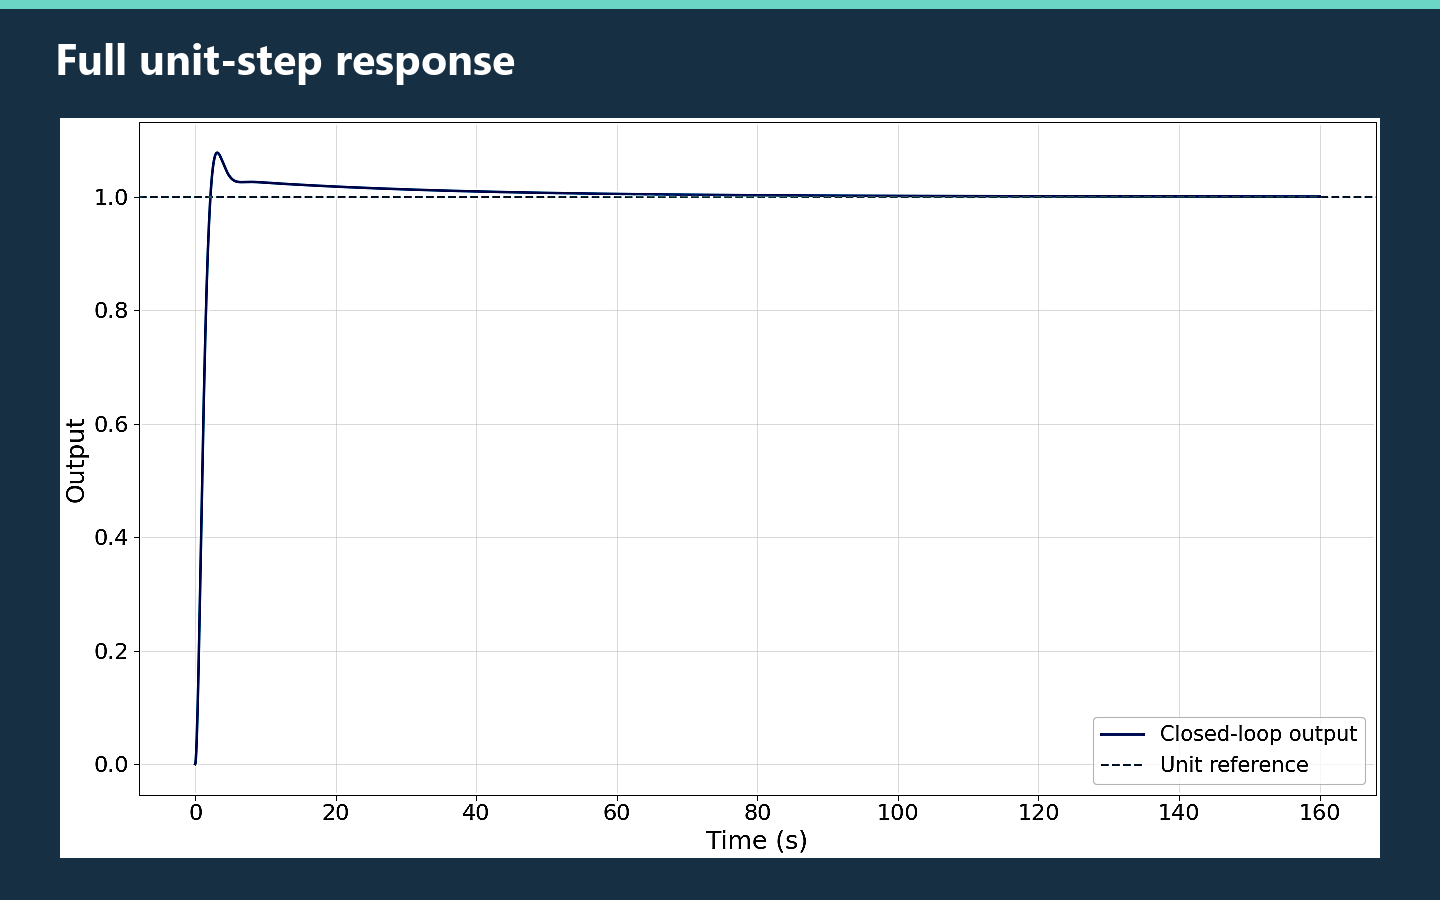 Full unit-step response
1.0
0.8
0.6
0.4
0.2
0.0
Output
0 20 40 60 80 100 120 140 160
Time (s)
Closed-loop output
Unit reference